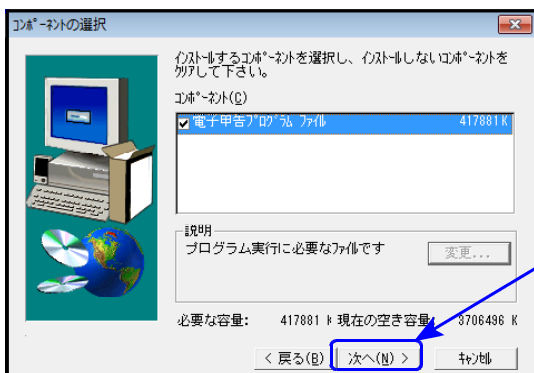 コンポーネントの選択
インストールするコンポーネントを選択し、インストールしないコンポーネントを
クリアして下さい。
コンポーネント(C)
電子申告プログラム ファイル 417881 K
説明
プログラム実行に必要なファイルです
変更...
必要な容量: 417881 K 現在の空き容量: 3706496 K
< 戻る(B) 次へ(N) > キャンセル